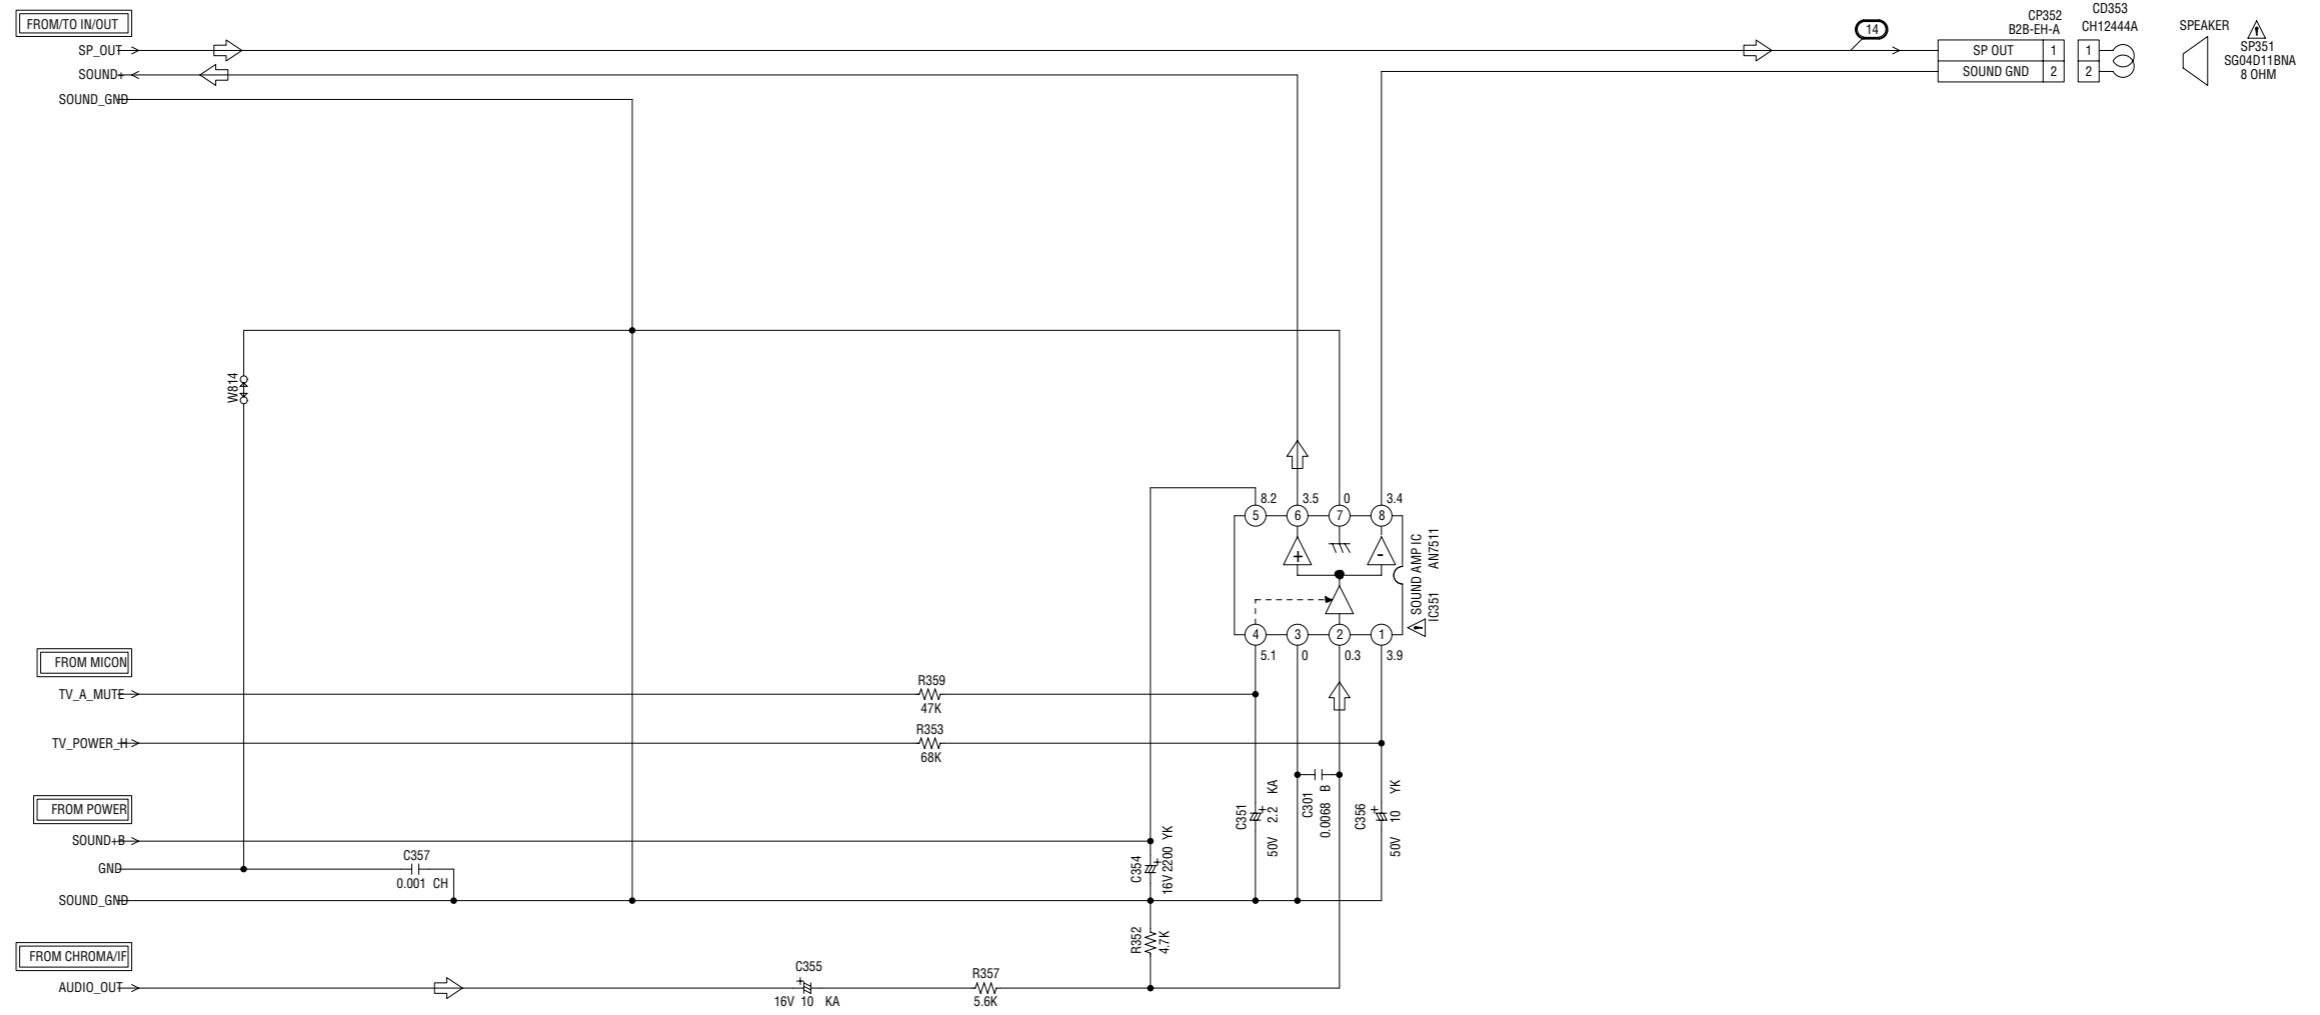 FROM/TO IN/OUT
SP_OUT
SOUND+
SOUND_GND
14
CP352
B2B-EH-A
SP OUT 1
SOUND GND 2
CD353
CH12444A
1
2
SPEAKER
!
SP351
SG04D11BNA
8 OHM
W814
8.2
3.5
0
3.4
5
6
7
8
+
-
SOUND AMP IC
IC351 AN7511
!
4
3
2
1
5.1
0
0.3
3.9
FROM MICON
TV_A_MUTE
R359
47K
TV_POWER_H
R353
68K
FROM POWER
SOUND+B
GND
C357
0.001 CH
SOUND_GND
C354
+
16V 2200 YK
C351
+
50V 2.2 KA
C301
0.0068 B
C356
+
50V 10 YK
R352
4.7K
FROM CHROMA/IF
AUDIO_OUT
C355
+
16V 10 KA
R357
5.6K